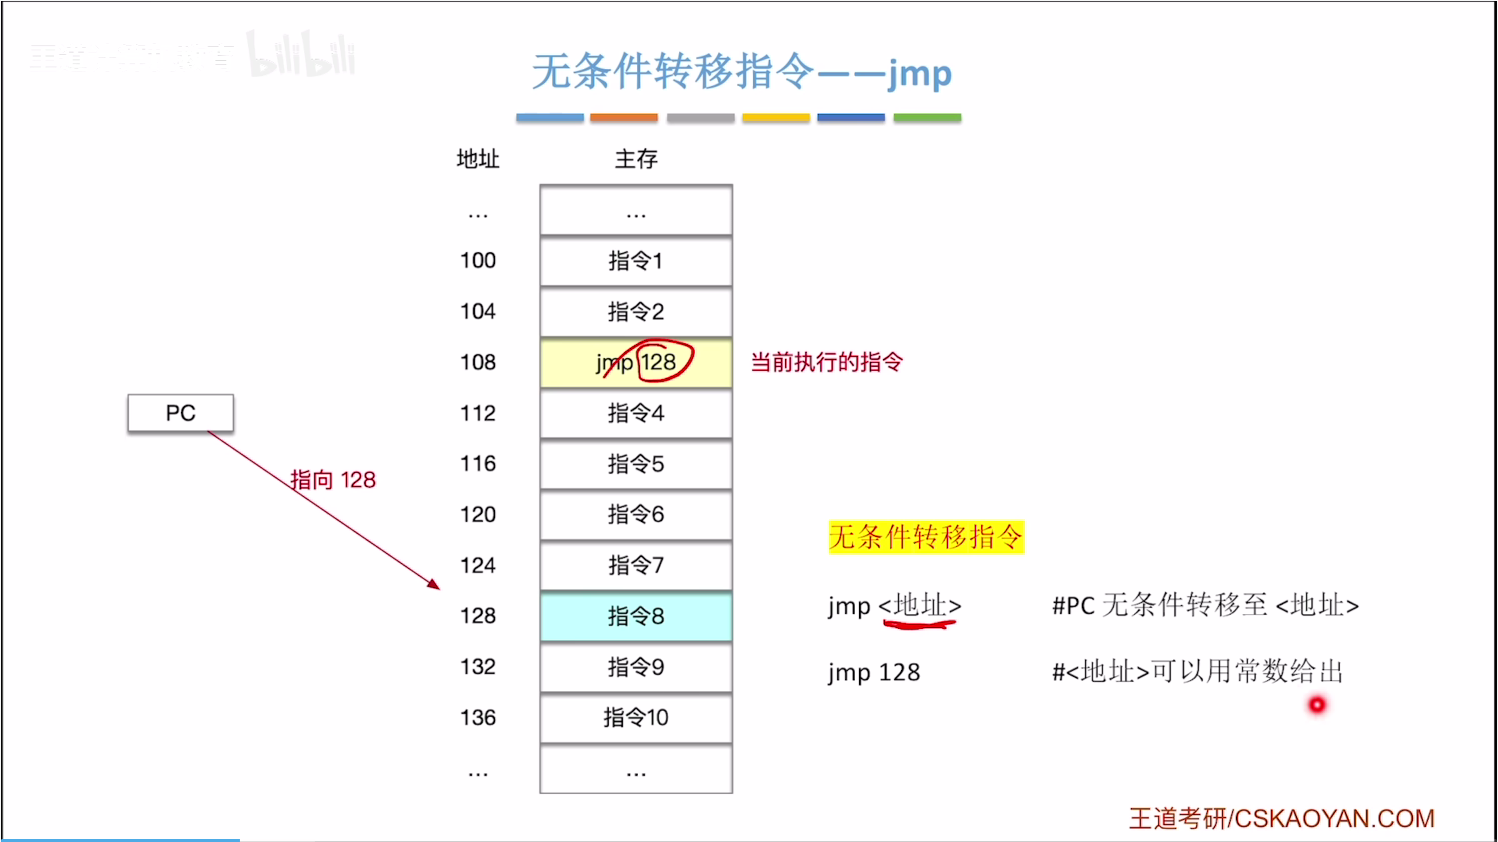 bilibili
无条件转移指令——jmp
地址 主存
... ...
100 指令1
104 指令2
108 jmp 128 当前执行的指令
PC
112 指令4
116 指令5
指向 128
120 指令6
无条件转移指令
124 指令7
128 指令8
jmp <地址> #PC 无条件转移至 <地址>
132 指令9
jmp 128 #<地址>可以用常数给出
136 指令10
... ...
王道考研/CSKAOYAN.COM